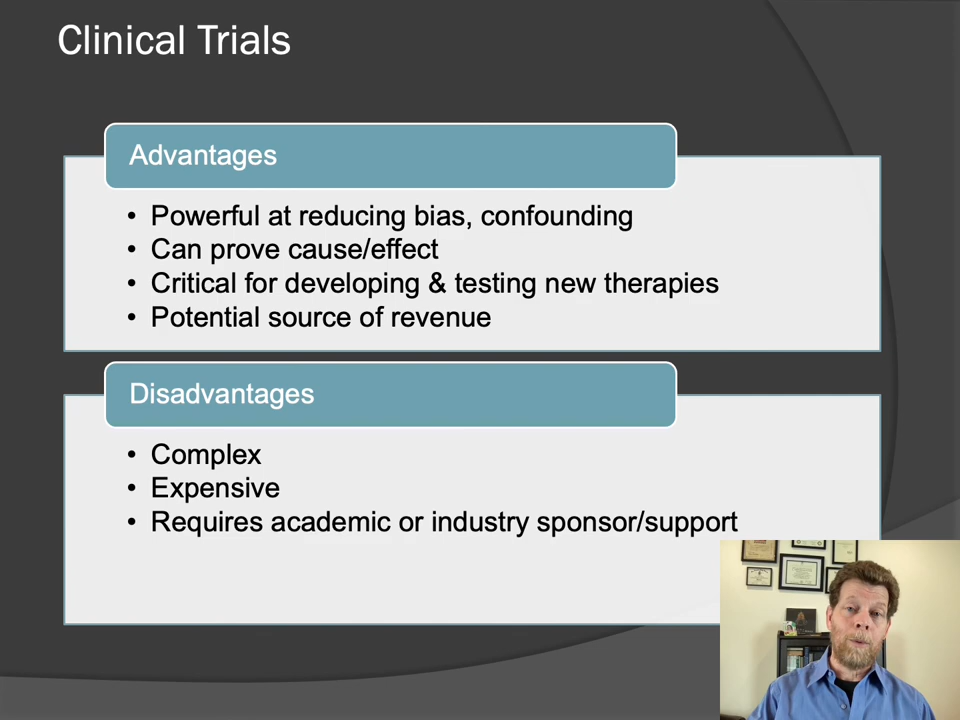 Clinical Trials
Advantages
• Powerful at reducing bias, confounding
• Can prove cause/effect
• Critical for developing & testing new therapies
• Potential source of revenue
Disadvantages
• Complex
• Expensive
• Requires academic or industry sponsor/support